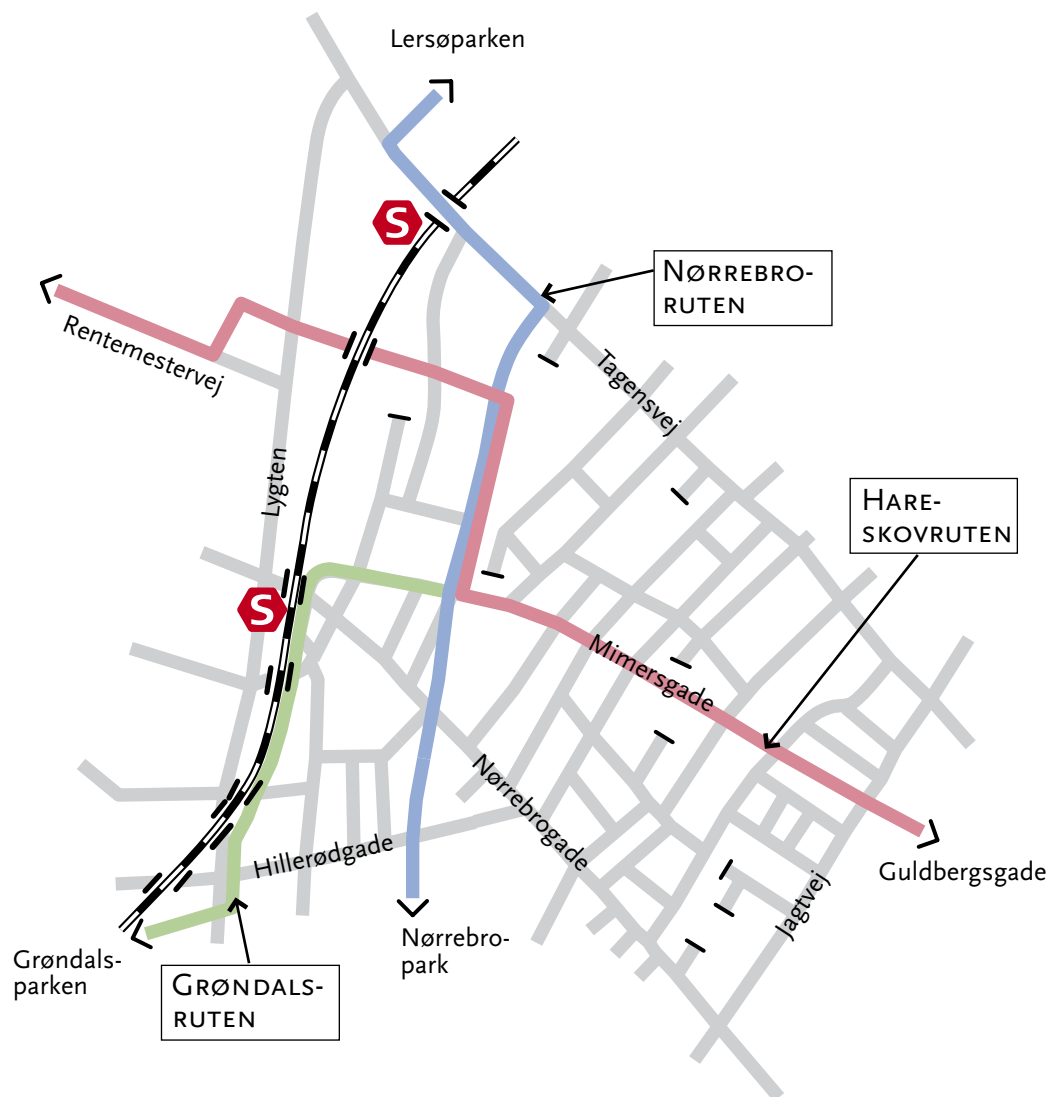 Lersøparken
S
NØRREBRO-
RUTEN
Rentemestervej
Tagensvej
Lygten
HARE-
SKOVRUTEN
S
Mimersgade
Nørrebrogade
Hillerødgade
Guldbergsgade
Jagtvej
Nørrebro-
park
Grøndals-
parken
GRØNDALS-
RUTEN